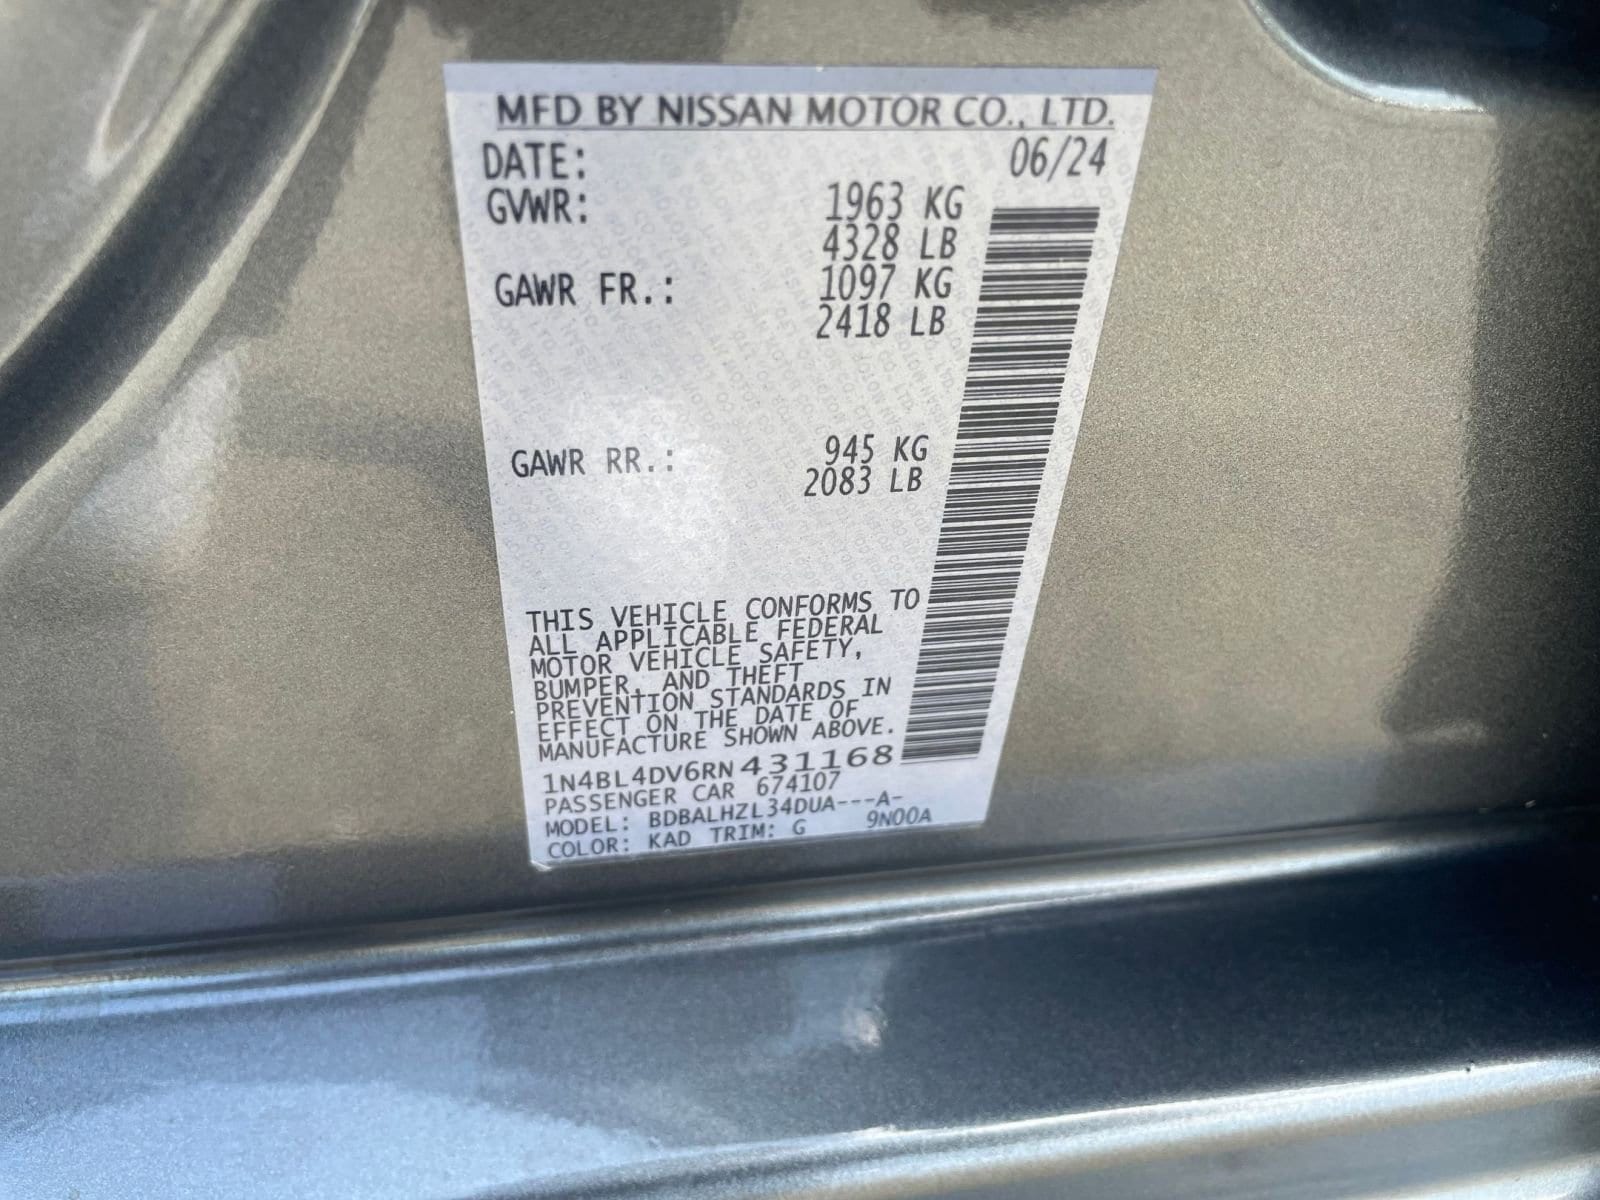 MFD BY NISSAN MOTOR CO., LTD.
DATE: 06/24
GVWR: 1963 KG
4328 LB
GAWR FR.: 1097 KG
2418 LB
GAWR RR.: 945 KG
2083 LB
THIS VEHICLE CONFORMS TO
ALL APPLICABLE FEDERAL
MOTOR VEHICLE SAFETY,
BUMPER, AND THEFT
PREVENTION STANDARDS IN
EFFECT ON THE DATE OF
MANUFACTURE SHOWN ABOVE.
1N4BL4DV6RN431168
PASSENGER CAR 674107
MODEL: BDBALHZL34DUA---A-
COLOR: KAD TRIM: G 9N00A